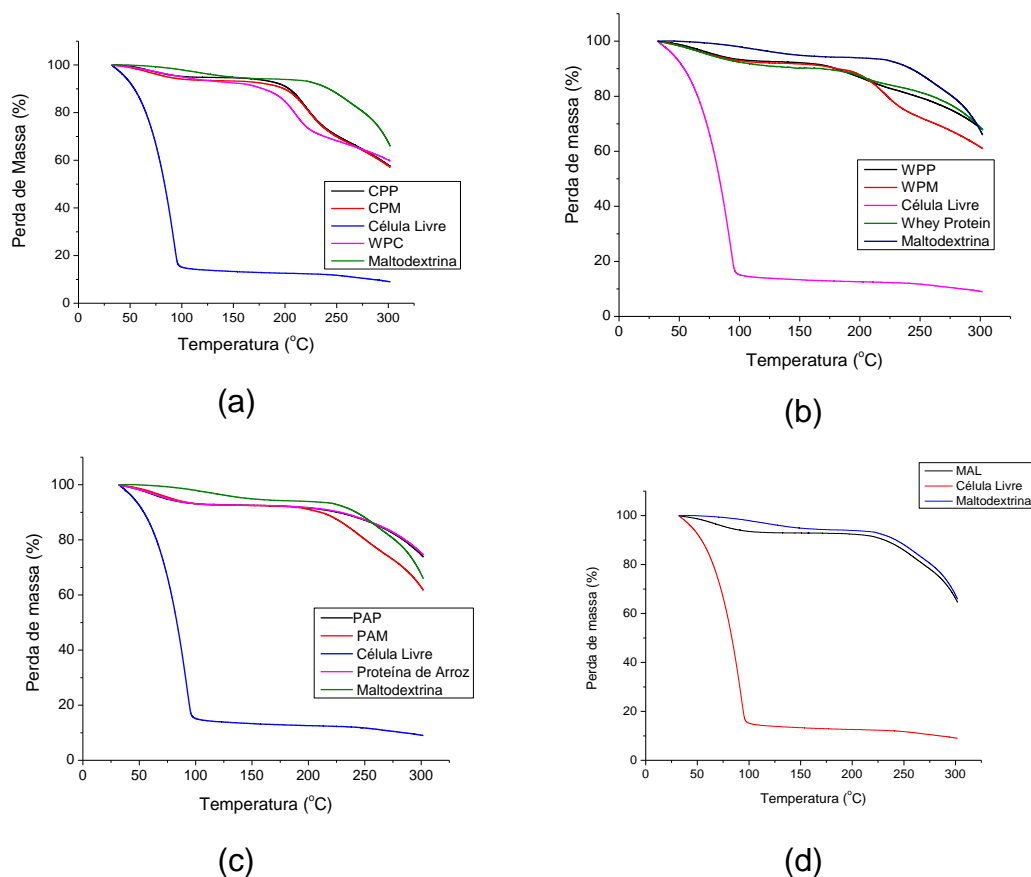 Perda de Massa (%)
100
80
60
40
20
0
CPP
CPM
Célula Livre
WPC
Maltodextrina
0 50 100 150 200 250 300
Temperatura (°C)
(a)
Perda de massa (%)
100
80
60
40
20
0
WPP
WPM
Célula Livre
Whey Protein
Maltodextrina
0 50 100 150 200 250 300
Temperatura (°C)
(b)
Perda de massa (%)
100
80
60
40
20
0
PAP
PAM
Célula Livre
Proteína de Arroz
Maltodextrina
0 50 100 150 200 250 300
Temperatura (°C)
(c)
MAL
Célula Livre
Maltodextrina
Perda de massa (%)
100
80
60
40
20
0
0 50 100 150 200 250 300
Temperatura (°C)
(d)